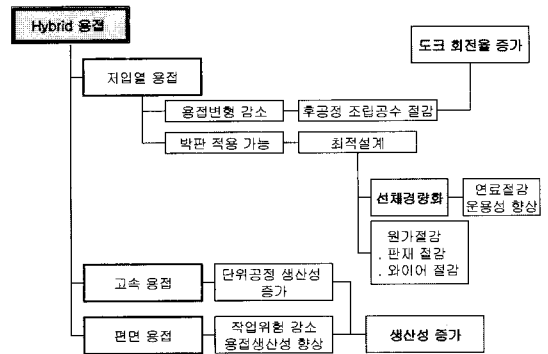 Hybrid 용접
도크 회전율 증가
저입열 용접
용접변형 감소
후공정 조립공수 절감
박판 적용 가능
최적설계
선체경량화
연료절감
운용성 향상
원가절감
. 판재 절감
. 와이어 절감
고속 용접
단위공정 생산성
증가
편면 용접
작업위험 감소
용접생산성 향상
생산성 증가